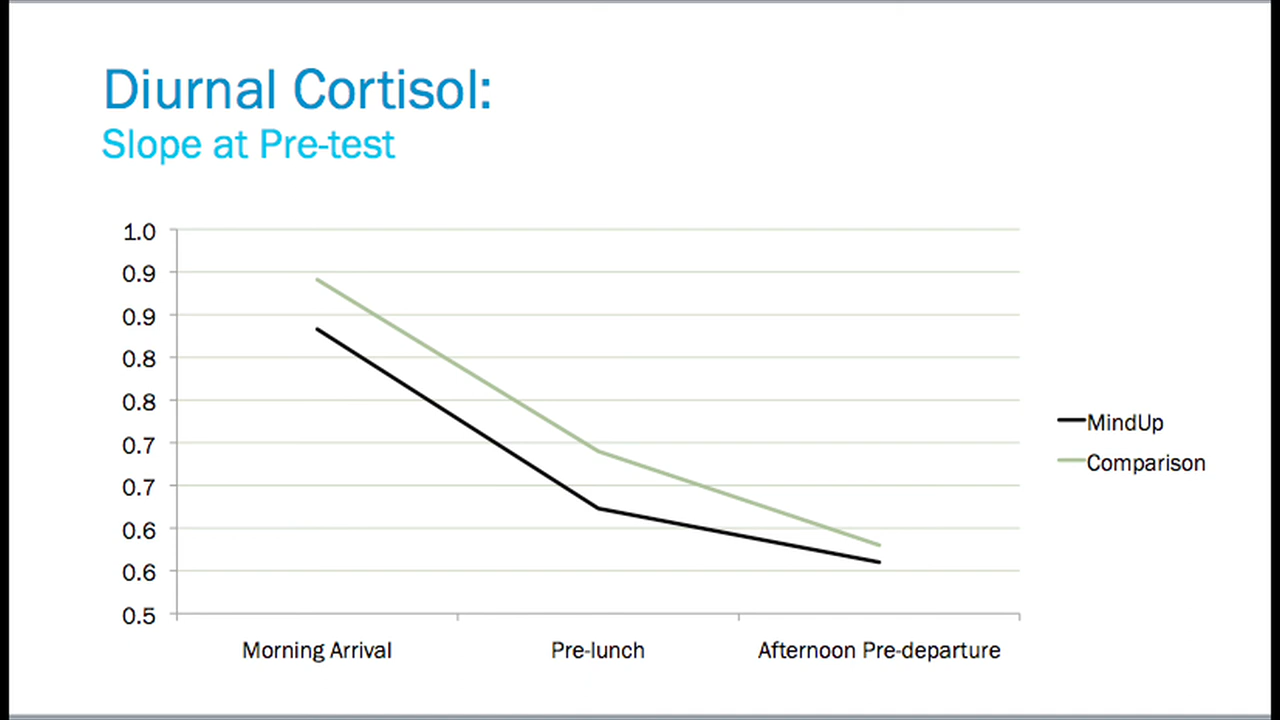 Diurnal Cortisol:
Slope at Pre-test
1.0
0.9
0.9
0.8
0.8
0.7
0.7
0.6
0.6
0.5
MindUp
Comparison
Morning Arrival
Pre-lunch
Afternoon Pre-departure